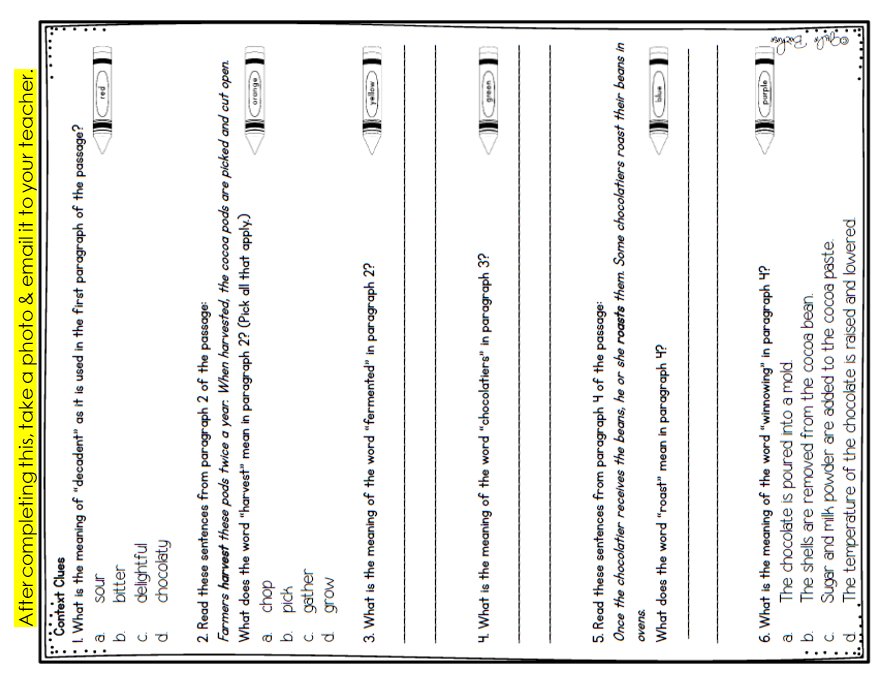 After completing this, take a photo & email it to your teacher.
Context Clues
1. What is the meaning of "decadent" as it is used in the first paragraph of the passage?
red
a. sour
b. bitter
c. delightful
d. chocolaty
2. Read these sentences from paragraph 2 of the passage:
Farmers harvest these pods twice a year. When harvested, the cocoa pods are picked and cut open.
What does the word "harvest" mean in paragraph 2? (Pick all that apply.)
orange
a. chop
b. pick
c. gather
d. grow
3. What is the meaning of the word "fermented" in paragraph 2?
yellow
4. What is the meaning of the word "chocolatiers" in paragraph 3?
green
5. Read these sentences from paragraph 4 of the passage:
Once the chocolatier receives the beans, he or she roasts them. Some chocolatiers roast their beans in
ovens.
What does the word "roast" mean in paragraph 4?
blue
6. What is the meaning of the word "winnowing" in paragraph 4?
purple
a. The chocolate is poured into a mold.
b. The shells are removed from the cocoa bean.
c. Sugar and milk powder are added to the cocoa paste.
d. The temperature of the chocolate is raised and lowered.